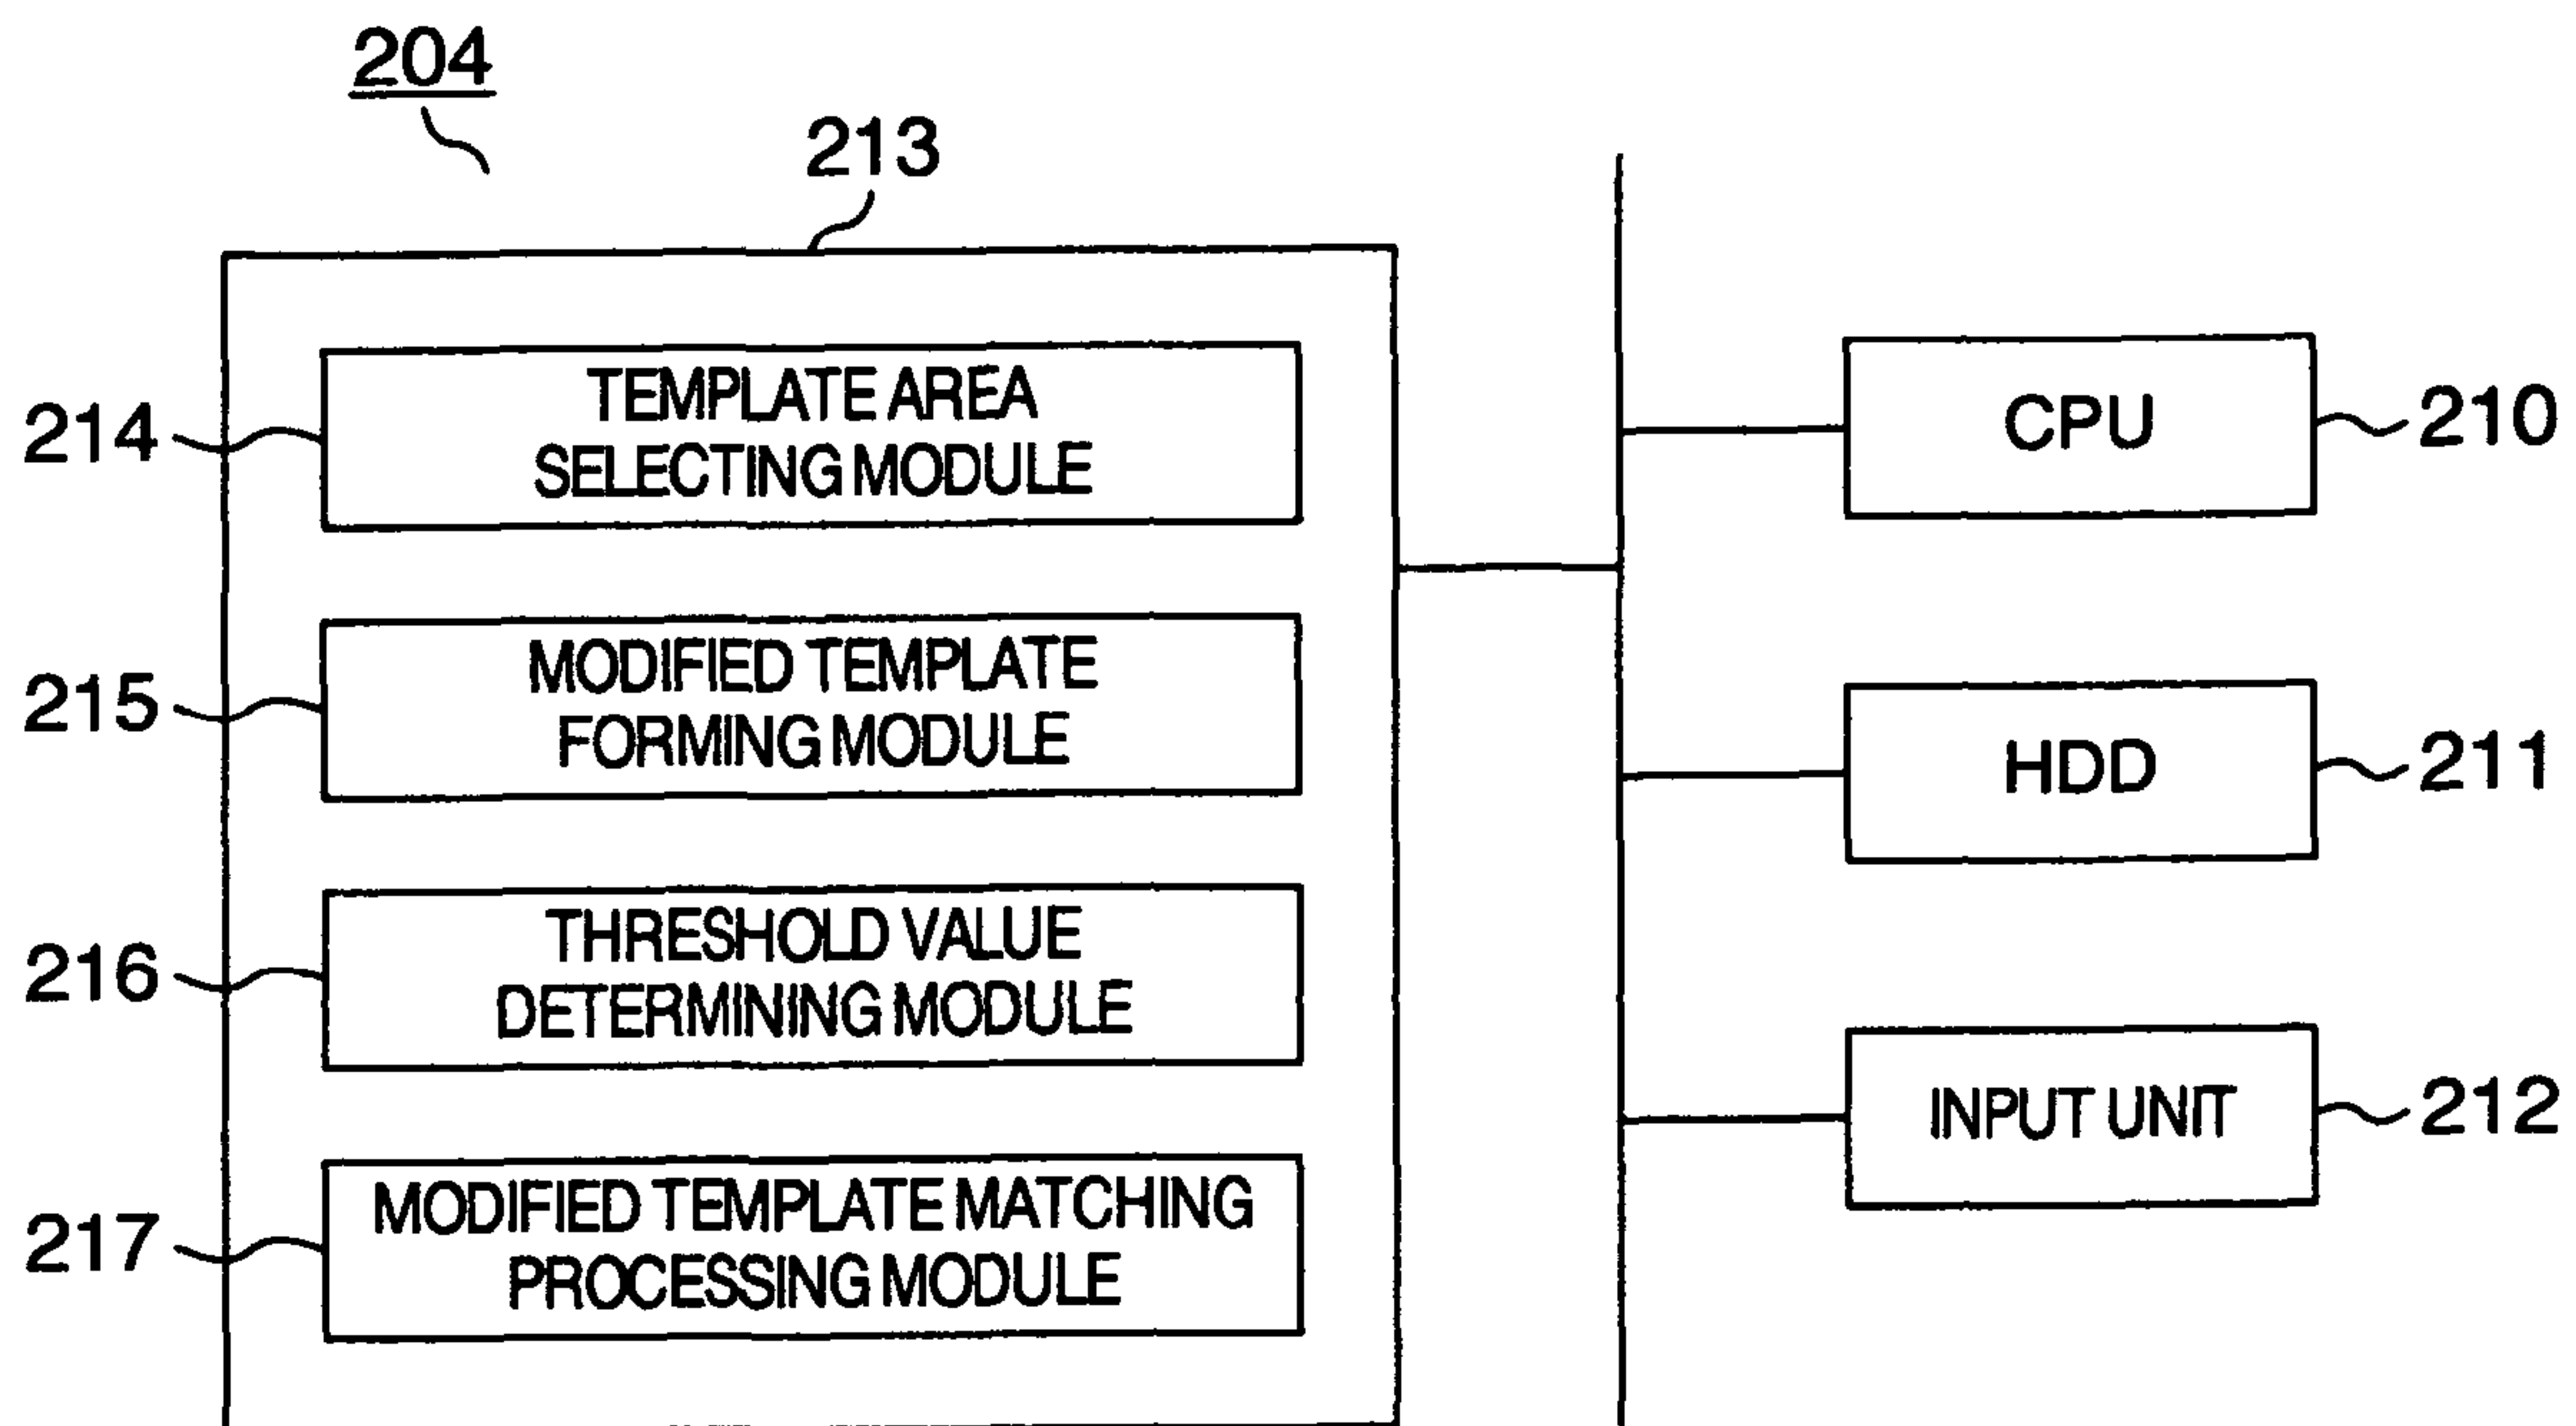 204
213
214
TEMPLATE AREA
SELECTING MODULE
215
MODIFIED TEMPLATE
FORMING MODULE
216
THRESHOLD VALUE
DETERMINING MODULE
217
MODIFIED TEMPLATE MATCHING
PROCESSING MODULE
CPU
210
HDD
211
INPUT UNIT
212